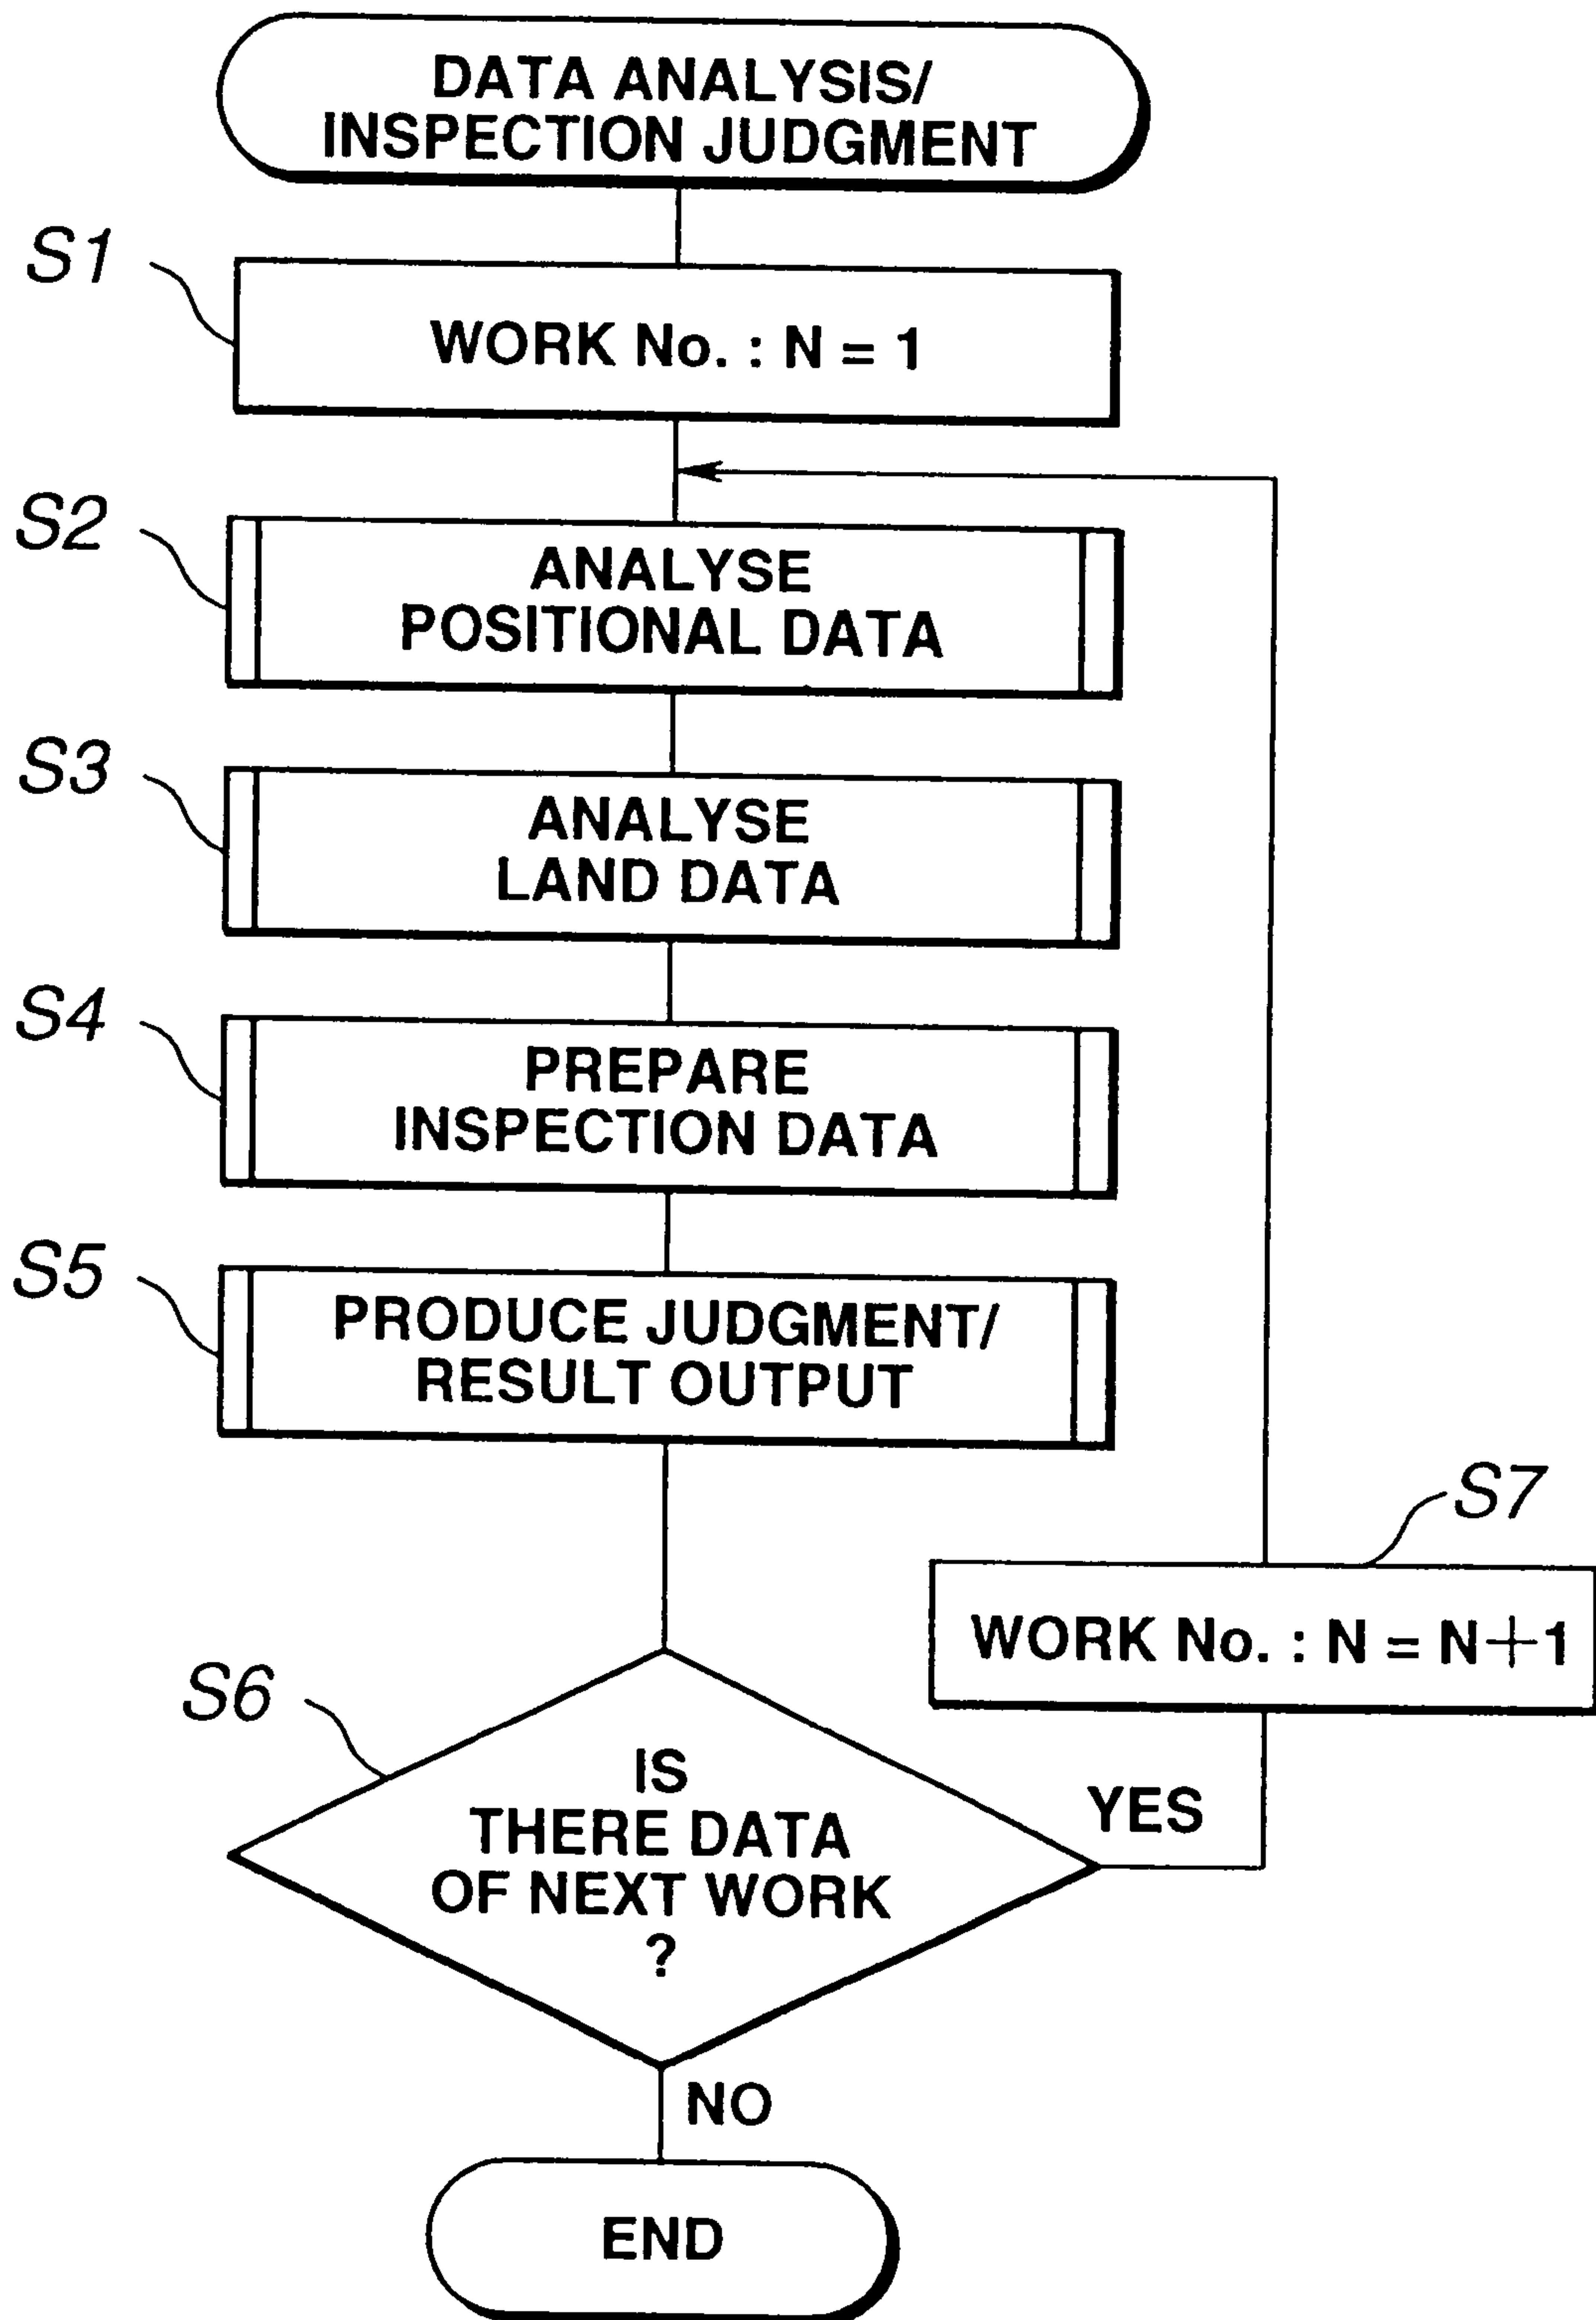 DATA ANALYSIS/
INSPECTION JUDGMENT
S1
WORK No. : N = 1
S2
ANALYSE
POSITIONAL DATA
S3
ANALYSE
LAND DATA
S4
PREPARE
INSPECTION DATA
S5
PRODUCE JUDGMENT/
RESULT OUTPUT
S7
WORK No. : N = N+1
S6
IS
THERE DATA
OF NEXT WORK
?
YES
NO
END